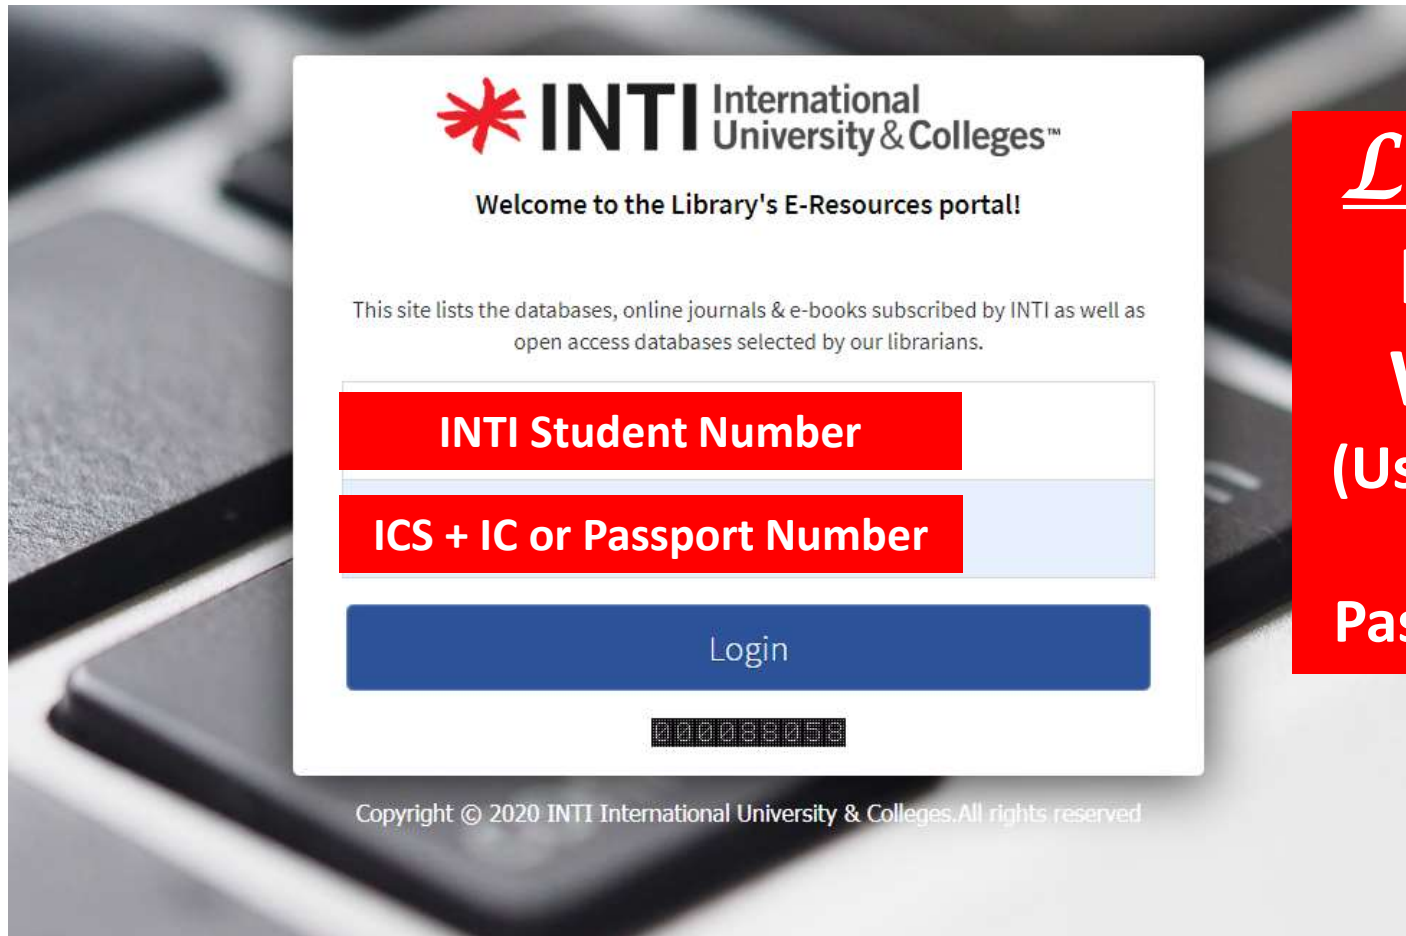 INTI International
University & Colleges™
Welcome to the Library's E-Resources portal!
This site lists the databases, online journals & e-books subscribed by INTI as well as
open access databases selected by our librarians.
INTI Student Number
ICS + IC or Passport Number
Login
000088058
Copyright © 2020 INTI International University & Colleges.All rights reserved